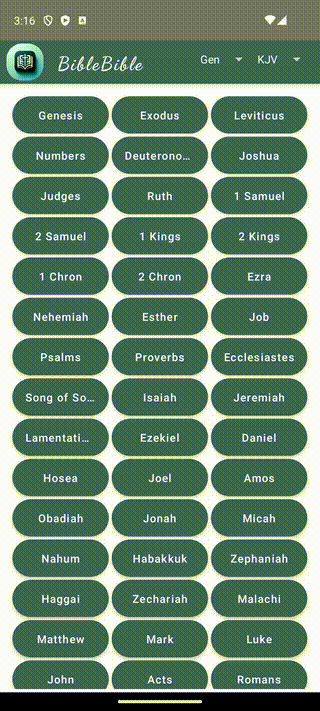 3:16
BibleBible Gen KJV
Genesis Exodus Leviticus
Numbers Deuterono... Joshua
Judges Ruth 1 Samuel
2 Samuel 1 Kings 2 Kings
1 Chron 2 Chron Ezra
Nehemiah Esther Job
Psalms Proverbs Ecclesiastes
Song of So... Isaiah Jeremiah
Lamentati... Ezekiel Daniel
Hosea Joel Amos
Obadiah Jonah Micah
Nahum Habakkuk Zephaniah
Haggai Zechariah Malachi
Matthew Mark Luke
John Acts Romans